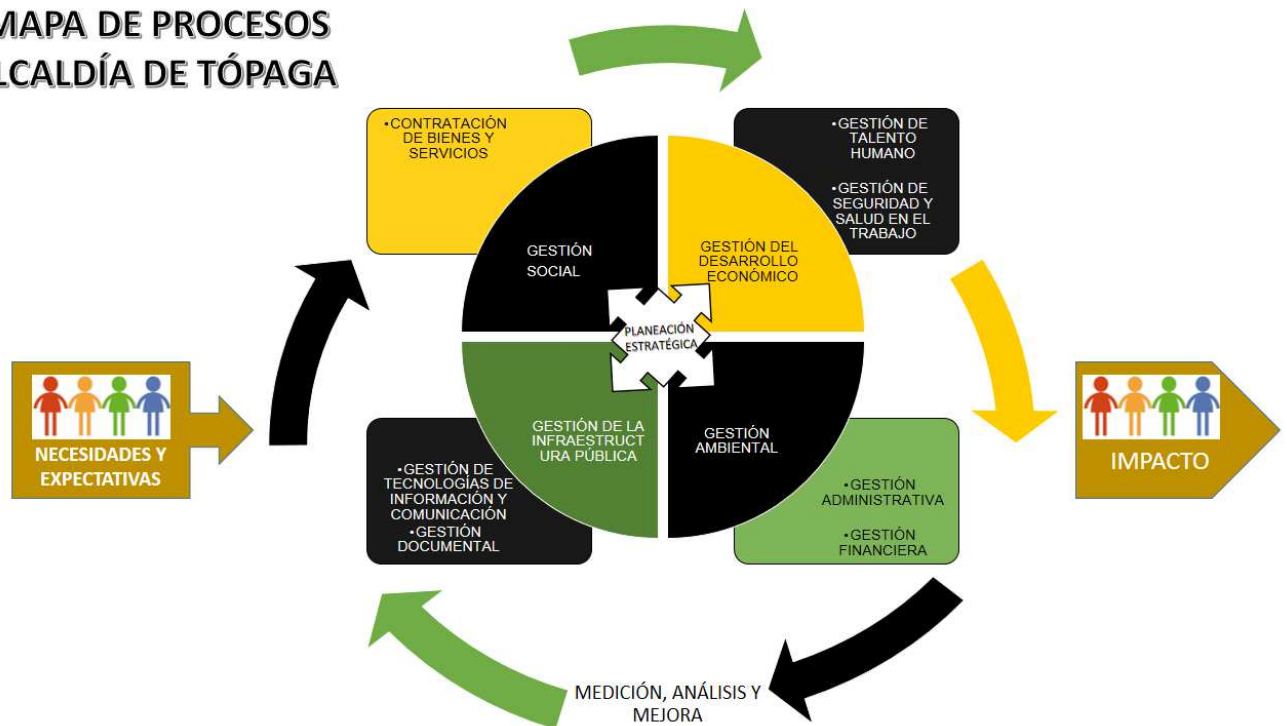 MAPA DE PROCESOS
LCALDÍA DE TÓPAGA
•CONTRATACIÓN
DE BIENES Y
SERVICIOS
•GESTIÓN DE
TALENTO
HUMANO
•GESTIÓN DE
SEGURIDAD Y
SALUD EN EL
TRABAJO
GESTIÓN
SOCIAL
GESTIÓN DEL
DESARROLLO
ECONÓMICO
PLANEACIÓN
ESTRATÉGICA
NECESIDADES Y
EXPECTATIVAS
IMPACTO
GESTIÓN DE LA
INFRAESTRUCT
URA PÚBLICA
GESTIÓN
AMBIENTAL
•GESTIÓN DE
TECNOLOGÍAS DE
INFORMACIÓN Y
COMUNICACIÓN
•GESTIÓN
DOCUMENTAL
•GESTIÓN
ADMINISTRATIVA
•GESTIÓN
FINANCIERA
MEDICIÓN, ANÁLISIS Y
MEJORA